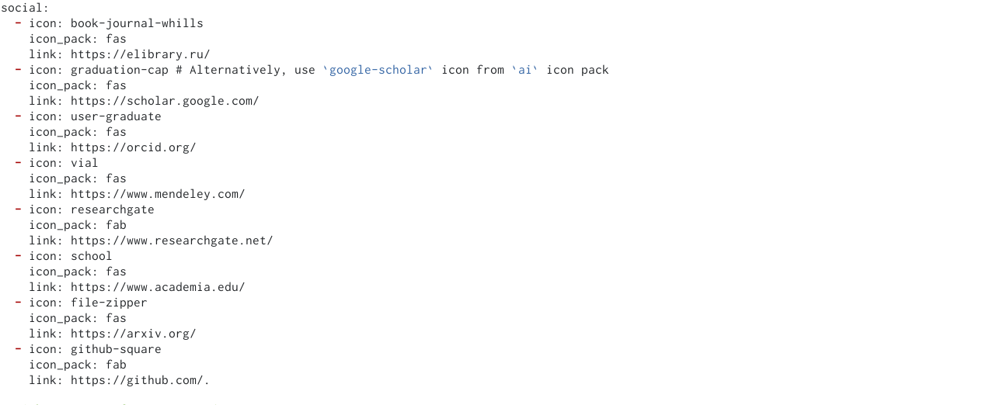 social:
  - icon: book-journal-whills
    icon_pack: fas
    link: https://elibrary.ru/
  - icon: graduation-cap # Alternatively, use `google-scholar` icon from `ai` icon pack
    icon_pack: fas
    link: https://scholar.google.com/
  - icon: user-graduate
    icon_pack: fas
    link: https://orcid.org/
  - icon: vial
    icon_pack: fas
    link: https://www.mendeley.com/
  - icon: researchgate
    icon_pack: fab
    link: https://www.researchgate.net/
  - icon: school
    icon_pack: fas
    link: https://www.academia.edu/
  - icon: file-zipper
    icon_pack: fas
    link: https://arxiv.org/
  - icon: github-square
    icon_pack: fab
    link: https://github.com/.